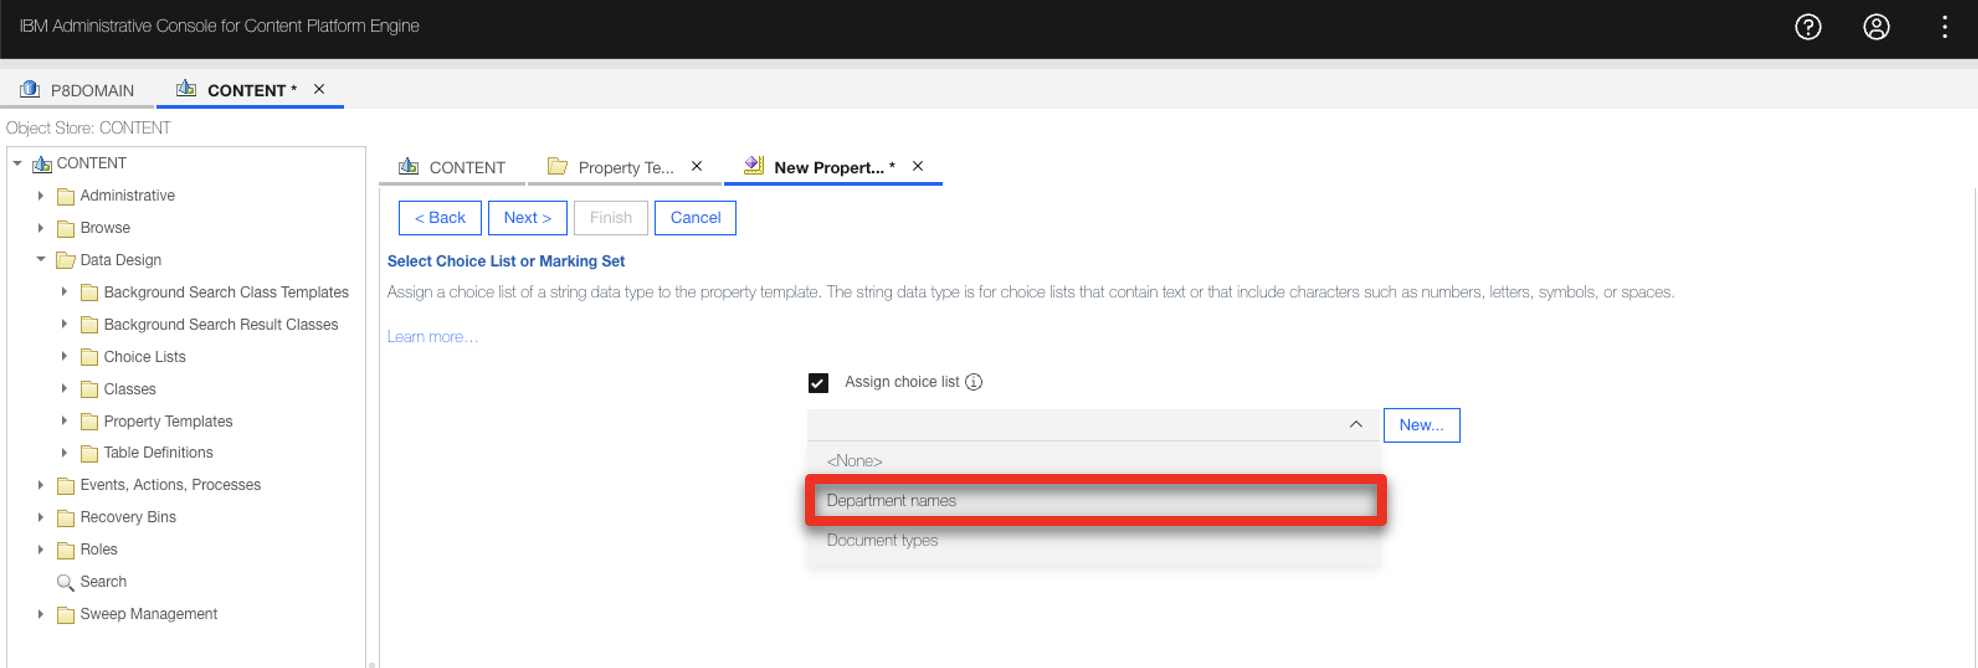 IBM Administrative Console for Content Platform Engine
P8DOMAIN
CONTENT *
Object Store: CONTENT
CONTENT
Administrative
Browse
Data Design
Background Search Class Templates
Background Search Result Classes
Choice Lists
Classes
Property Templates
Table Definitions
Events, Actions, Processes
Recovery Bins
Roles
Search
Sweep Management
CONTENT
Property Te...
New Propert... *
< Back
Next >
Finish
Cancel
Select Choice List or Marking Set
Assign a choice list of a string data type to the property template. The string data type is for choice lists that contain text or that include characters such as numbers, letters, symbols, or spaces.
Learn more…
Assign choice list
New...
<None>
Department names
Document types